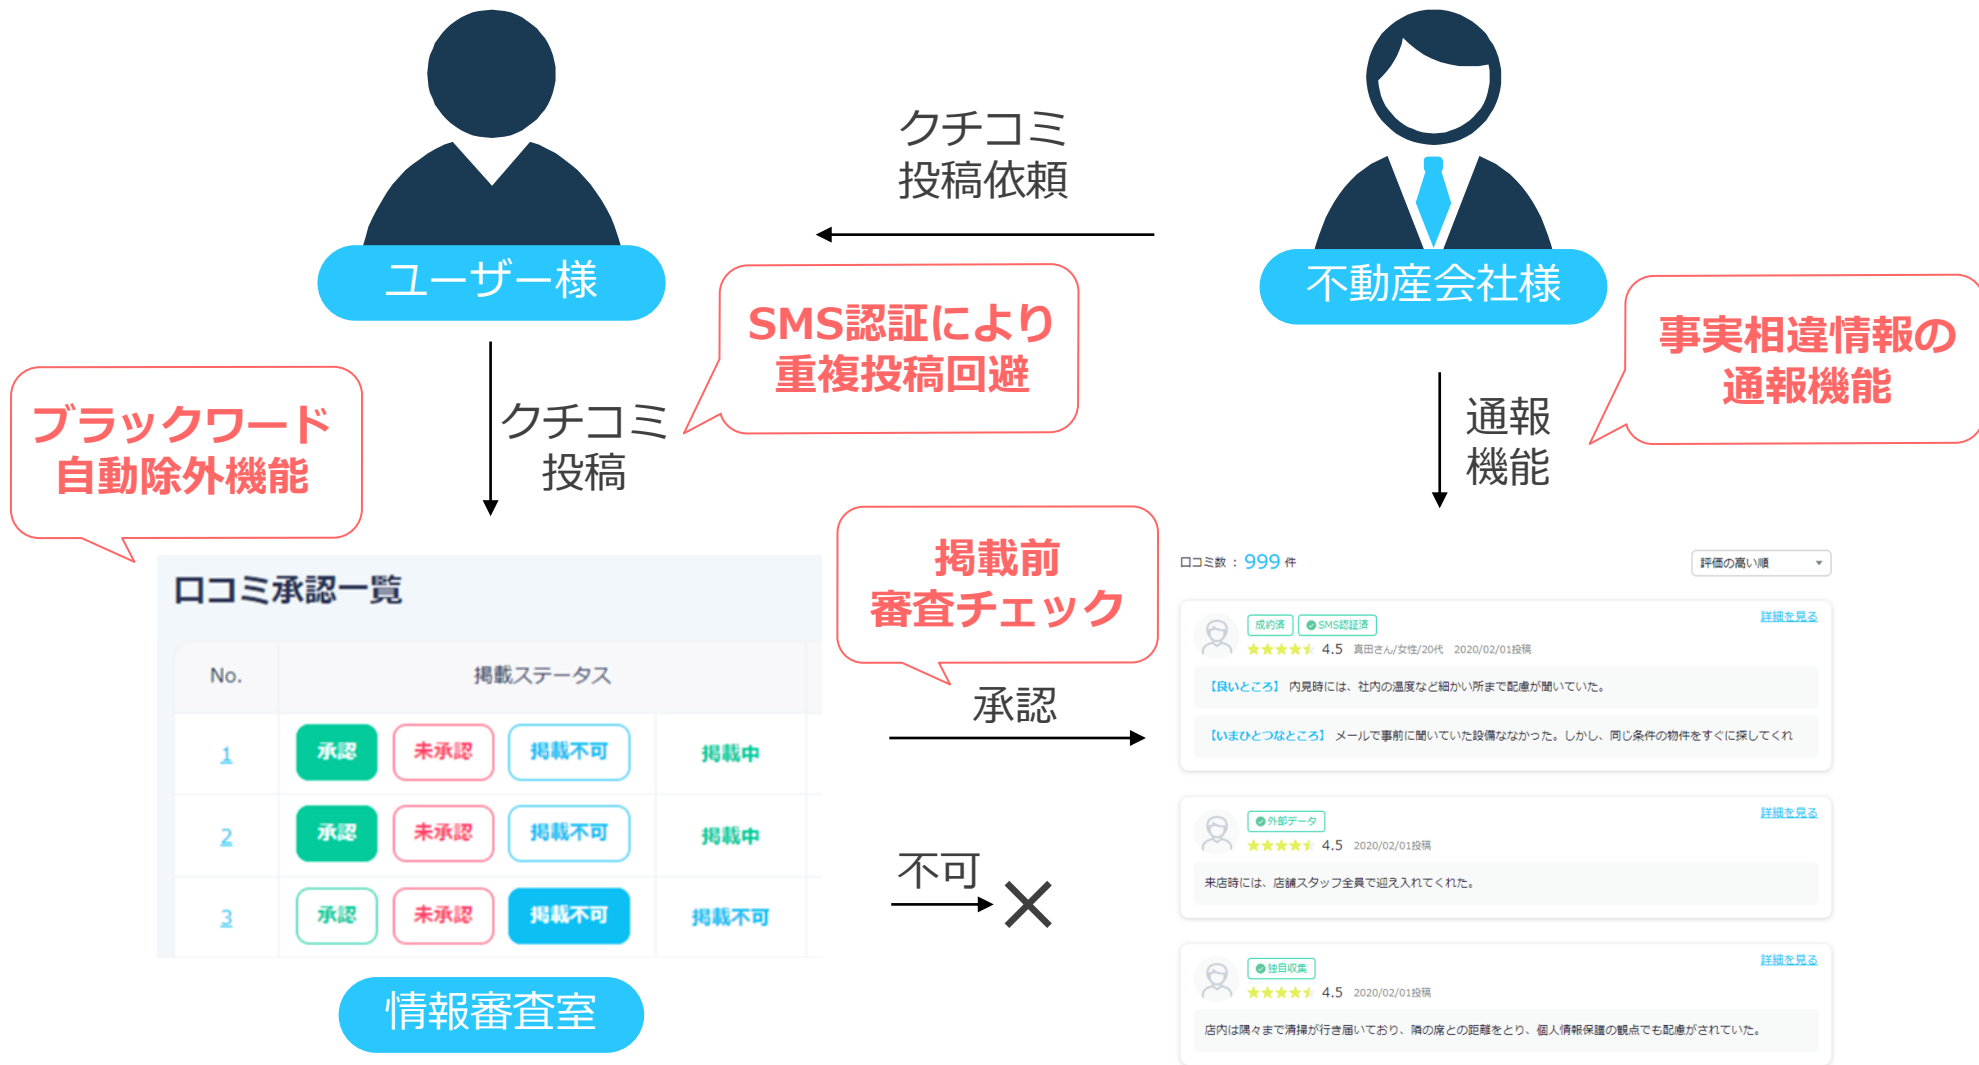 クチコミ
投稿依頼
ユーザー様
不動産会社様
SMS認証により
重複投稿回避
事実相違情報の
通報機能
ブラックワード
自動除外機能
クチコミ
投稿
通報
機能
掲載前
審査チェック
口コミ承認一覧
No. 掲載ステータス
1 承認 未承認 掲載不可 掲載中
2 承認 未承認 掲載不可 掲載中
3 承認 未承認 掲載不可 掲載不可
情報審査室
承認
不可
口コミ数 : 999 件 評価の高い順
成約済 SMS認証済 詳細を見る
4.5 真田さん/女性/20代 2020/02/01投稿
【良いところ】 内見時には、社内の温度など細かい所まで配慮が聞いていた。
【いまひとつなところ】 メールで事前に聞いていた設備ななかった。しかし、同じ条件の物件をすぐに探してくれ
外部データ 詳細を見る
4.5 2020/02/01投稿
来店時には、店舗スタッフ全員で迎え入れてくれた。
独自収集 詳細を見る
4.5 2020/02/01投稿
店内は隅々まで清掃が行き届いており、隣の席との距離をとり、個人情報保護の観点でも配慮がされていた。